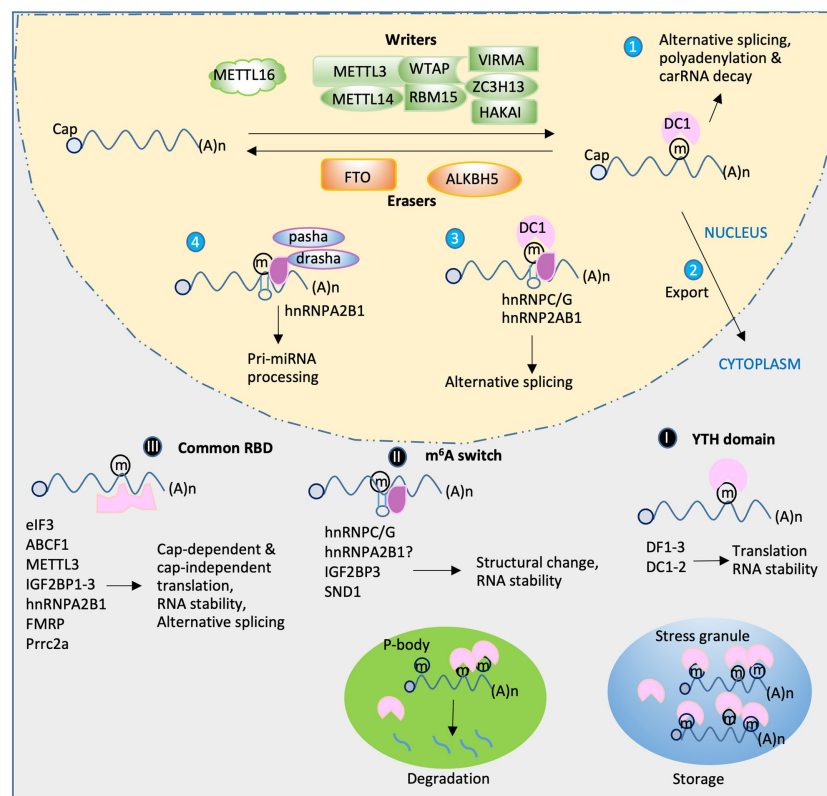 Writers
METTL16
METTL3
WTAP
VIRMA
METTL14
RBM15
ZC3H13
HAKAI
1
Alternative splicing,
polyadenylation &
carRNA decay
Cap
(A)n
DC1
m
Cap
(A)n
FTO
ALKBH5
Erasers
4
pasha
drasha
m
(A)n
hnRNPA2B1
Pri-miRNA
processing
3
DC1
m
(A)n
hnRNPC/G
hnRNP2AB1
Alternative splicing
NUCLEUS
2
Export
CYTOPLASM
III Common RBD
m
(A)n
eIF3
ABCF1
METTL3
IGF2BP1-3
hnRNPA2B1
FMRP
Prrc2a
Cap-dependent &
cap-independent
translation,
RNA stability,
Alternative splicing
II m⁶A switch
m
(A)n
hnRNPC/G
hnRNPA2B1?
IGF2BP3
SND1
Structural change,
RNA stability
I YTH domain
m
(A)n
DF1-3
DC1-2
Translation
RNA stability
P-body
m
m
m
(A)n
Degradation
Stress granule
m
m
m
(A)n
m
m
m
(A)n
Storage